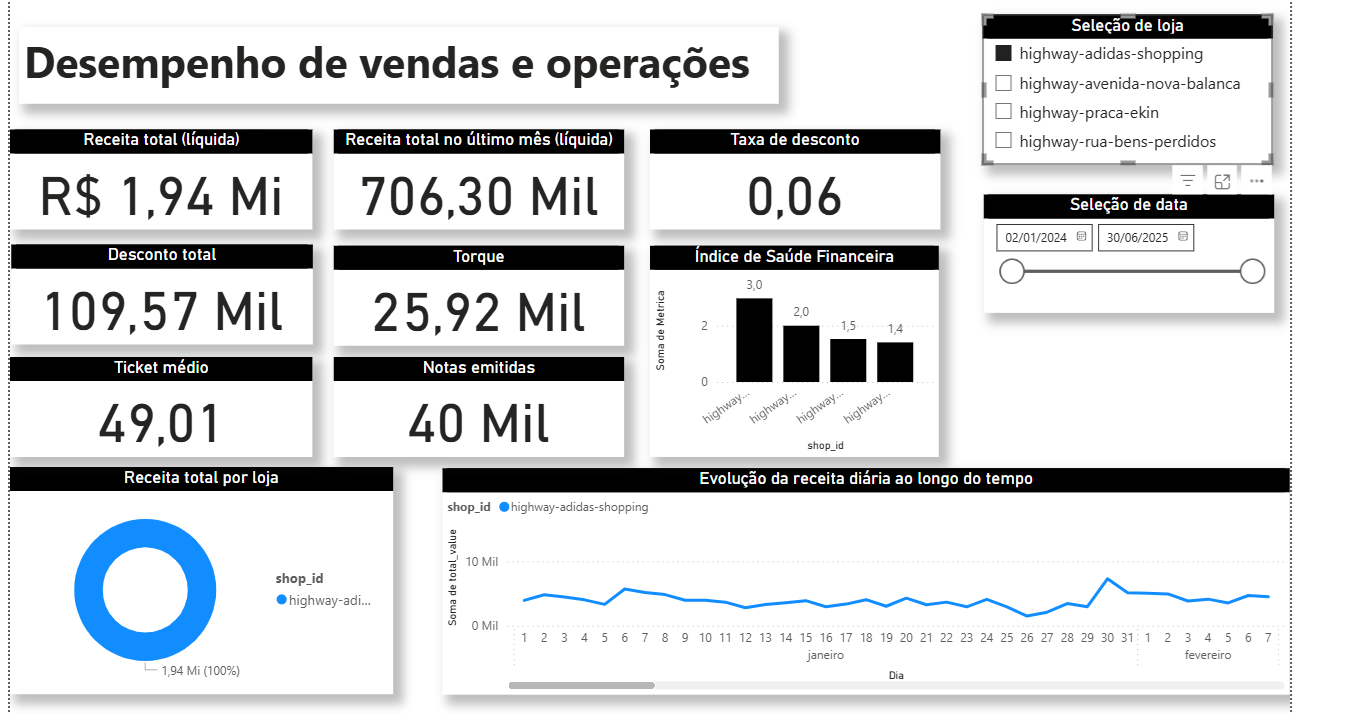 Desempenho de vendas e operações
Seleção de loja
highway-adidas-shopping
highway-avenida-nova-balanca
highway-praca-ekin
highway-rua-bens-perdidos
Seleção de data
02/01/2024
30/06/2025
Receita total (líquida)
R$ 1,94 Mi
Receita total no último mês (líquida)
706,30 Mil
Taxa de desconto
0,06
Desconto total
109,57 Mil
Torque
25,92 Mil
Índice de Saúde Financeira
Soma de Metrica
2
0
3,0
2,0
1,5
1,4
highway...
highway...
highway...
highway...
shop_id
Ticket médio
49,01
Notas emitidas
40 Mil
Receita total por loja
shop_id
highway-adi...
1,94 Mi (100%)
Evolução da receita diária ao longo do tempo
shop_id highway-adidas-shopping
Soma de total_value
10 Mil
0 Mil
1 2 3 4 5 6 7 8 9 10 11 12 13 14 15 16 17 18 19 20 21 22 23 24 25 26 27 28 29 30 31 1 2 3 4 5 6 7
janeiro fevereiro
Dia